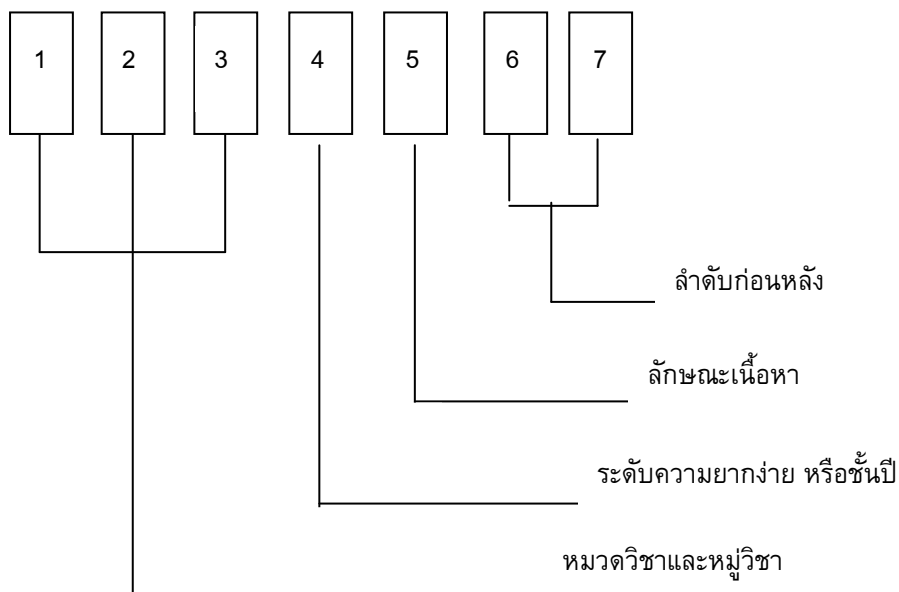 1 2 3 4 5 6 7
ลำดับก่อนหลัง
ลักษณะเนื้อหา
ระดับความยากง่าย หรือชั้นปี
หมวดวิชาและหมู่วิชา